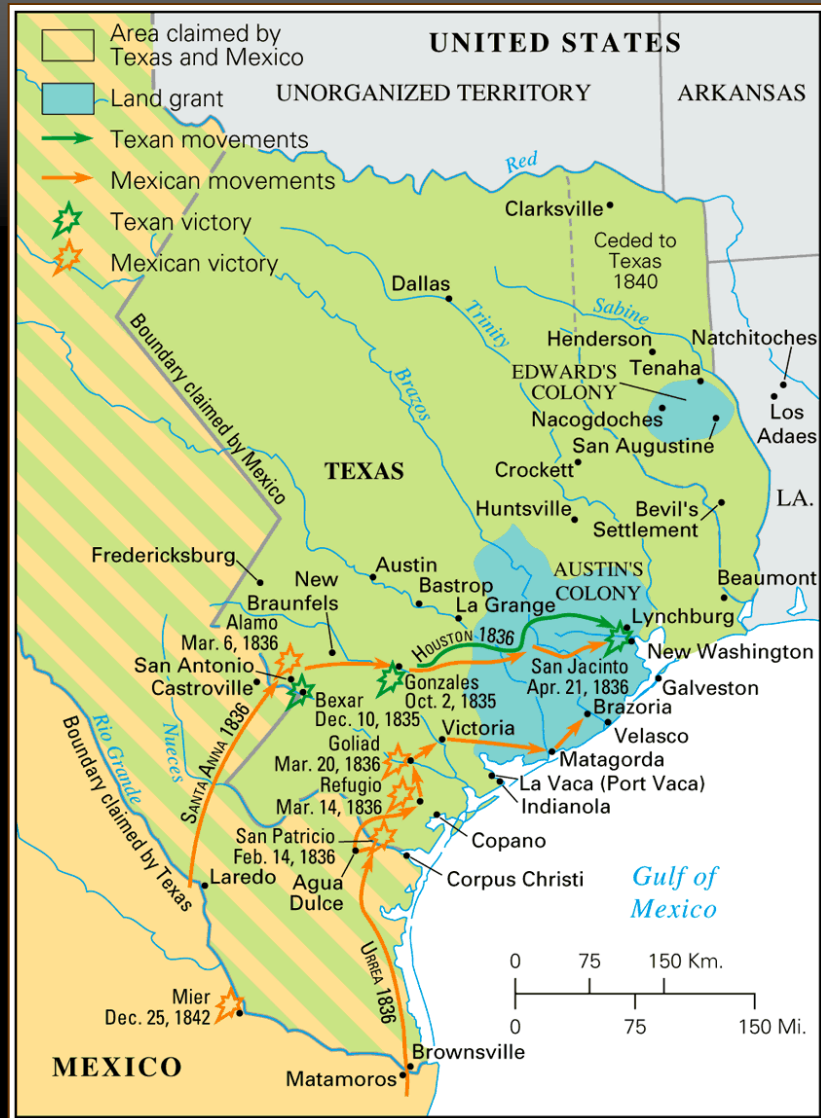 Area claimed by
Texas and Mexico
Land grant
Texan movements
Mexican movements
Texan victory
Mexican victory
UNITED STATES
UNORGANIZED TERRITORY
ARKANSAS
Red
Clarksville
Ceded to
Texas
1840
Dallas
Trinity
Sabine
Henderson
Natchitoches
Tenaha
EDWARD'S
COLONY
Nacogdoches
Los
Adaes
San Augustine
Boundary claimed by Mexico
Brazos
TEXAS
Crockett
Huntsville
Bevil's
Settlement
LA.
Fredericksburg
Austin
New
Braunfels
Bastrop
La Grange
AUSTIN'S
COLONY
Beaumont
Alamo
Mar. 6, 1836
HOUSTON 1836
Lynchburg
New Washington
San Antonio
Castroville
Gonzales
Oct. 2, 1835
San Jacinto
Apr. 21, 1836
Galveston
Bexar
Dec. 10, 1835
Brazoria
Velasco
Rio Grande
Nueces
SANTA ANNA 1836
Boundary claimed by Texas
Goliad
Mar. 20, 1836
Victoria
Matagorda
Refugio
Mar. 14, 1836
La Vaca (Port Vaca)
Indianola
San Patricio
Feb. 14, 1836
Copano
Laredo
Agua
Dulce
Corpus Christi
Gulf of
Mexico
URREA 1836
0 75 150 Km.
0 75 150 Mi.
Mier
Dec. 25, 1842
MEXICO
Brownsville
Matamoros